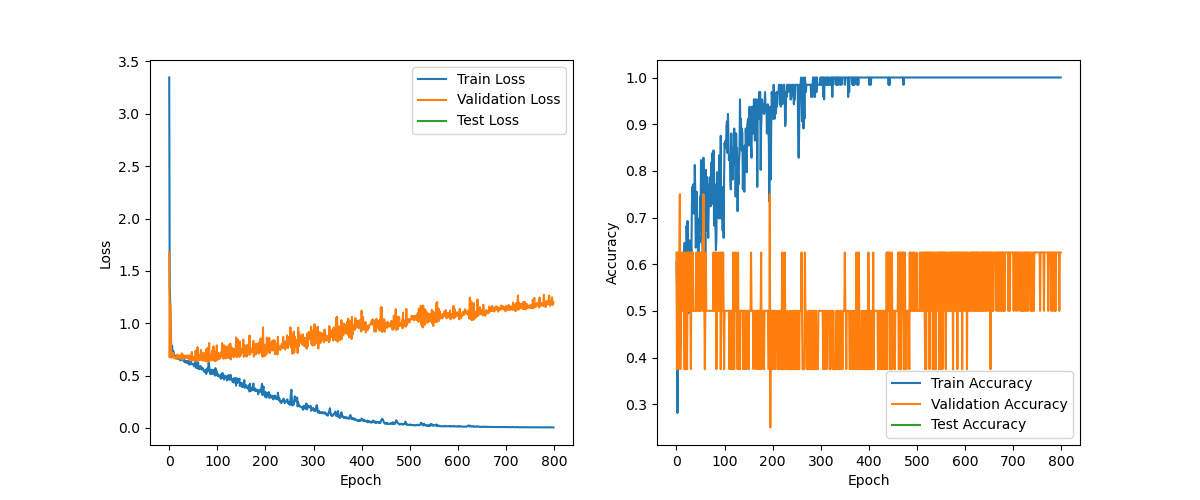 3.5
3.0
2.5
2.0
1.5
1.0
0.5
0.0
Loss
0 100 200 300 400 500 600 700 800
Epoch
Train Loss
Validation Loss
Test Loss
1.0
0.9
0.8
0.7
0.6
0.5
0.4
0.3
Accuracy
0 100 200 300 400 500 600 700 800
Epoch
Train Accuracy
Validation Accuracy
Test Accuracy